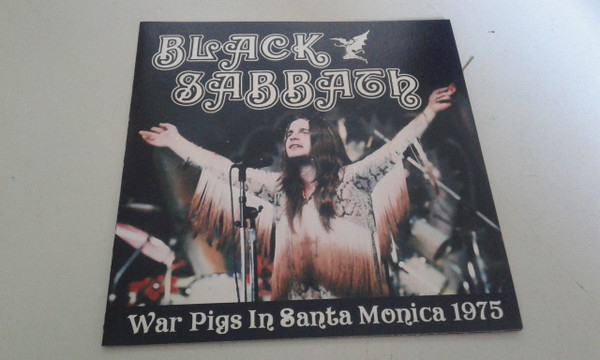 BLACK
SABBATH
War Pigs In Santa Monica 1975